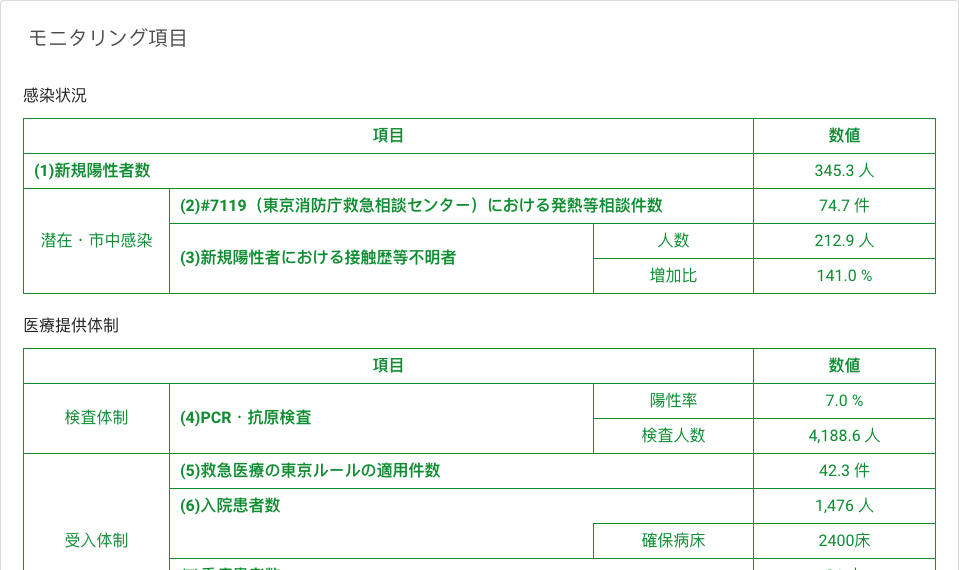 モニタリング項目
感染状況
項目 数値
(1)新規陽性者数 345.3 人
潜在・市中感染
(2)#7119（東京消防庁救急相談センター）における発熱等相談件数 74.7 件
(3)新規陽性者における接触歴等不明者
人数 212.9 人
増加比 141.0 %
医療提供体制
項目 数値
検査体制
(4)PCR・抗原検査
陽性率 7.0 %
検査人数 4,188.6 人
受入体制
(5)救急医療の東京ルールの適用件数 42.3 件
(6)入院患者数 1,476 人
確保病床 2400床